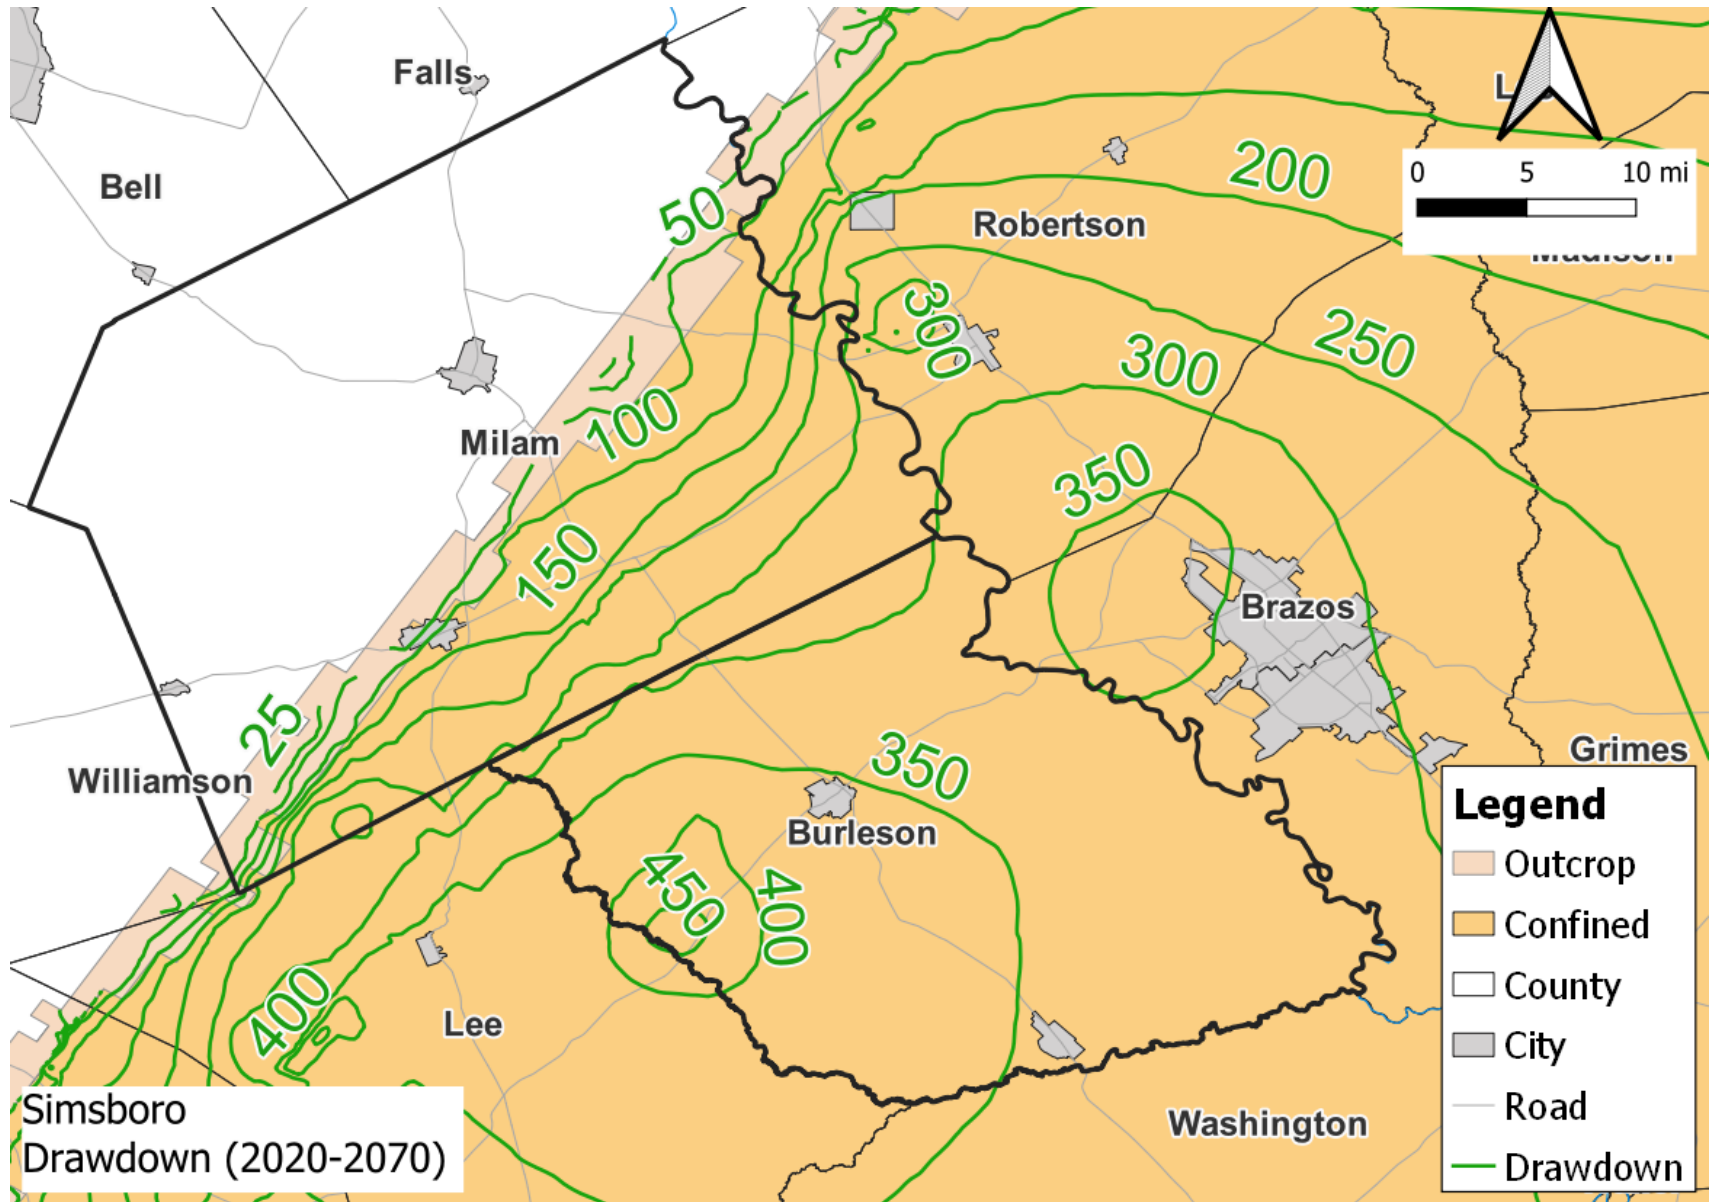 Falls
Bell
Robertson
Milam
Williamson
Brazos
Grimes
Burleson
Lee
Washington
50
200
250
300
300
350
100
150
25
350
450
400
400
0 5 10 mi
Legend
Outcrop
Confined
County
City
Road
Drawdown
Simsboro
Drawdown (2020-2070)